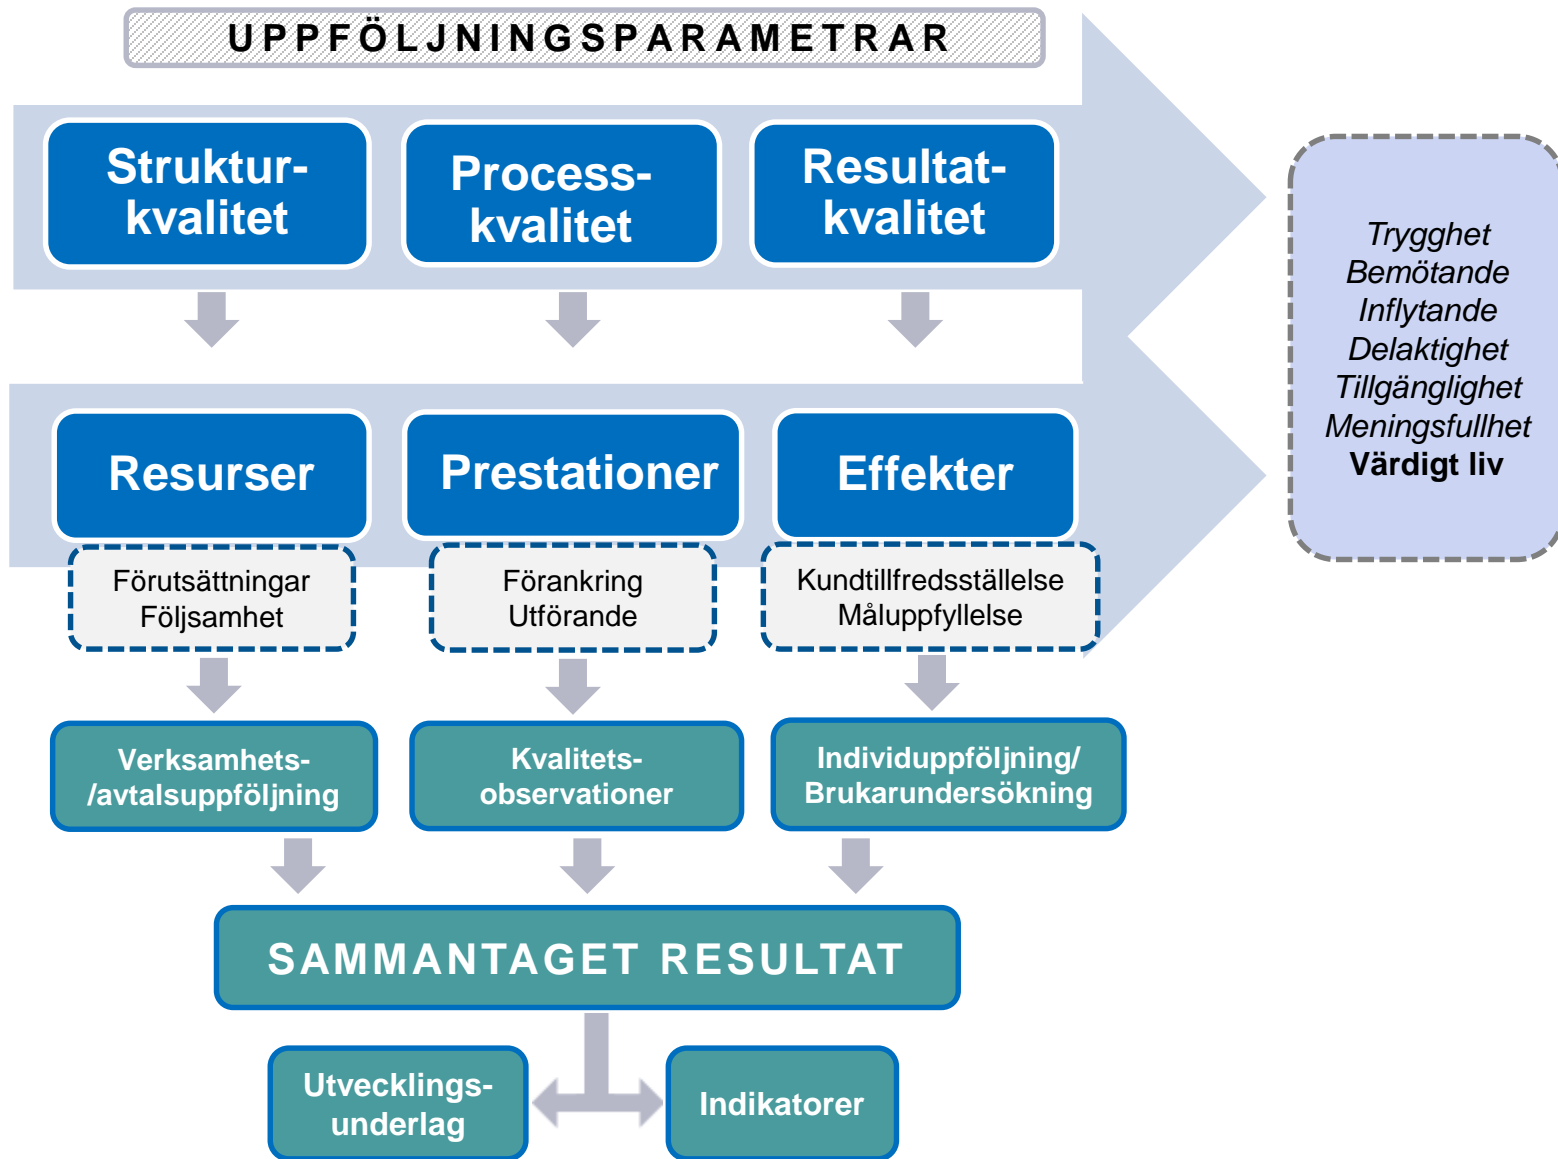 UPPFÖLJNINGSPARAMETRAR
Struktur-
kvalitet
Process-
kvalitet
Resultat-
kvalitet
Resurser
Prestationer
Effekter
Förutsättningar
Följsamhet
Förankring
Utförande
Kundtillfredsställelse
Måluppfyllelse
Verksamhets-
/avtalsuppföljning
Kvalitets-
observationer
Individuppföljning/
Brukarundersökning
SAMMANTAGET RESULTAT
Utvecklings-
underlag
Indikatorer
Trygghet
Bemötande
Inflytande
Delaktighet
Tillgänglighet
Meningsfullhet
Värdigt liv